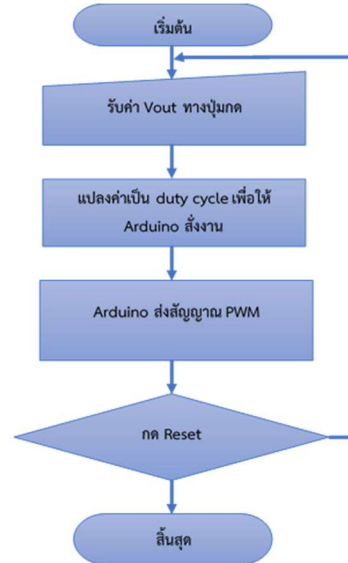 เริ่มต้น
รับค่า Vout ทางปุ่มกด
แปลงค่าเป็น duty cycle เพื่อให้
Arduino สั่งงาน
Arduino ส่งสัญญาณ PWM
กด Reset
สิ้นสุด